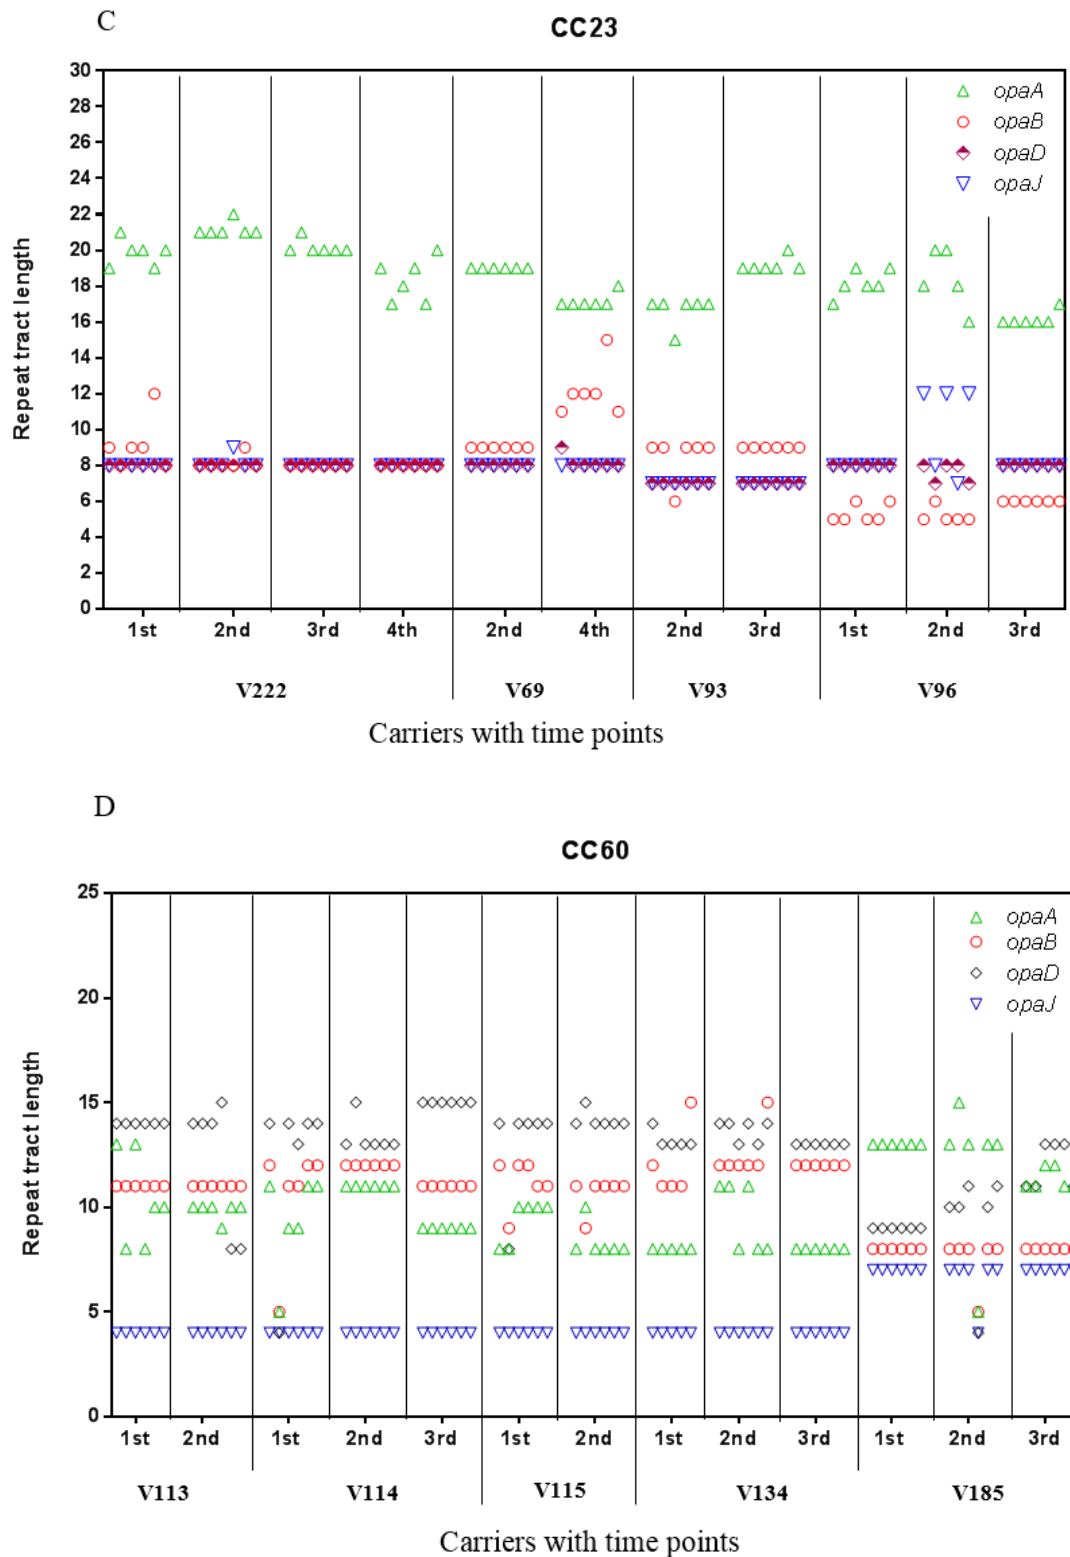 C
CC23
30
28
26
24
22
20
18
16
14
12
10
8
6
4
2
0
Repeat tract length
opaA
opaB
opaD
opaJ
1st 2nd 3rd 4th 2nd 4th 2nd 3rd 1st 2nd 3rd
V222 V69 V93 V96
Carriers with time points
D
CC60
25
20
15
10
5
0
Repeat tract length
opaA
opaB
opaD
opaJ
1st 2nd 1st 2nd 3rd 1st 2nd 1st 2nd 3rd 1st 2nd 3rd
V113 V114 V115 V134 V185
Carriers with time points